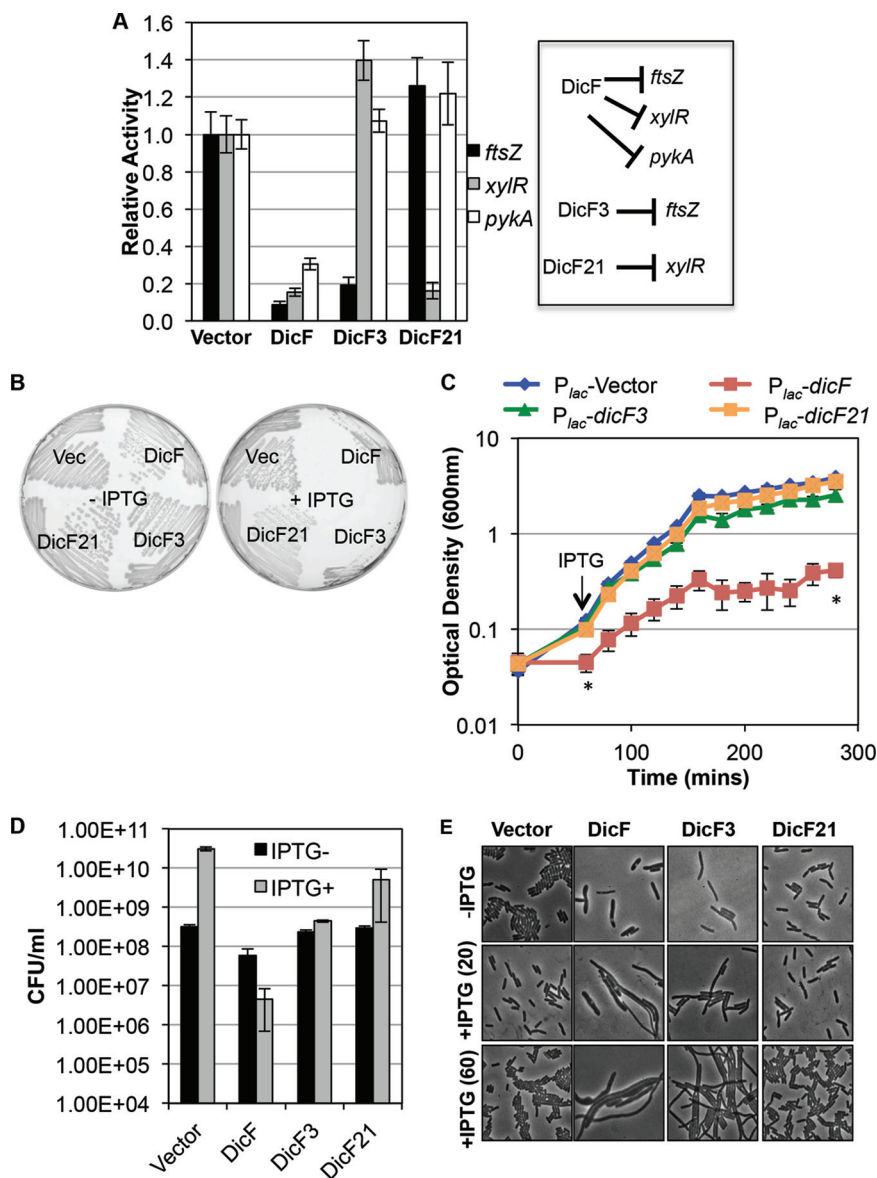 A
1.6
1.4
1.2
1.0
0.8
0.6
0.4
0.2
0.0
Relative Activity
Vector DicF DicF3 DicF21
ftsZ
xylR
pykA
DicF
ftsZ
xylR
pykA
DicF3 ftsZ
DicF21 xylR
B
Vec DicF
- IPTG
DicF21 DicF3
Vec DicF
+ IPTG
DicF21 DicF3
C
Plac-Vector Plac-dicF
Plac-dicF3 Plac-dicF21
10
1
0.1
0.01
Optical Density (600nm)
IPTG
*
*
0 100 200 300
Time (mins)
D
1.00E+11
1.00E+10
1.00E+09
1.00E+08
1.00E+07
1.00E+06
1.00E+05
1.00E+04
CFU/ml
IPTG-
IPTG+
Vector DicF DicF3 DicF21
E
Vector DicF DicF3 DicF21
-IPTG
+IPTG (20)
+IPTG (60)